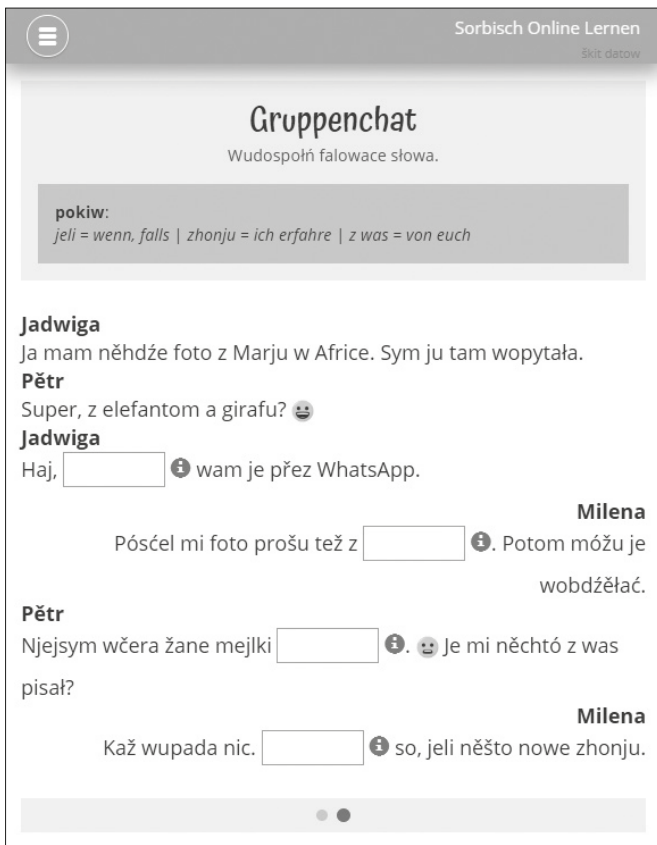 Sorbisch Online Lernen
škit datow
Gruppenchat
Wudospołń falowace słowa.
pokiw:
jeli = wenn, falls | zhonju = ich erfahre | z was = von euch
Jadwiga
Ja mam něhdźe foto z Marju w Africe. Sym ju tam wopytała.
Pětr
Super, z elefantom a girafu?
Jadwiga
Haj, wam je přez WhatsApp.
Milena
Pósćel mi foto prošu tež z . Potom móžu je
wobdźěłać.
Pětr
Njejsym wčera žane mejlki . Je mi něchtó z was
pisał?
Milena
Kaž wupada nic. so, jeli něšto nowe zhonju.